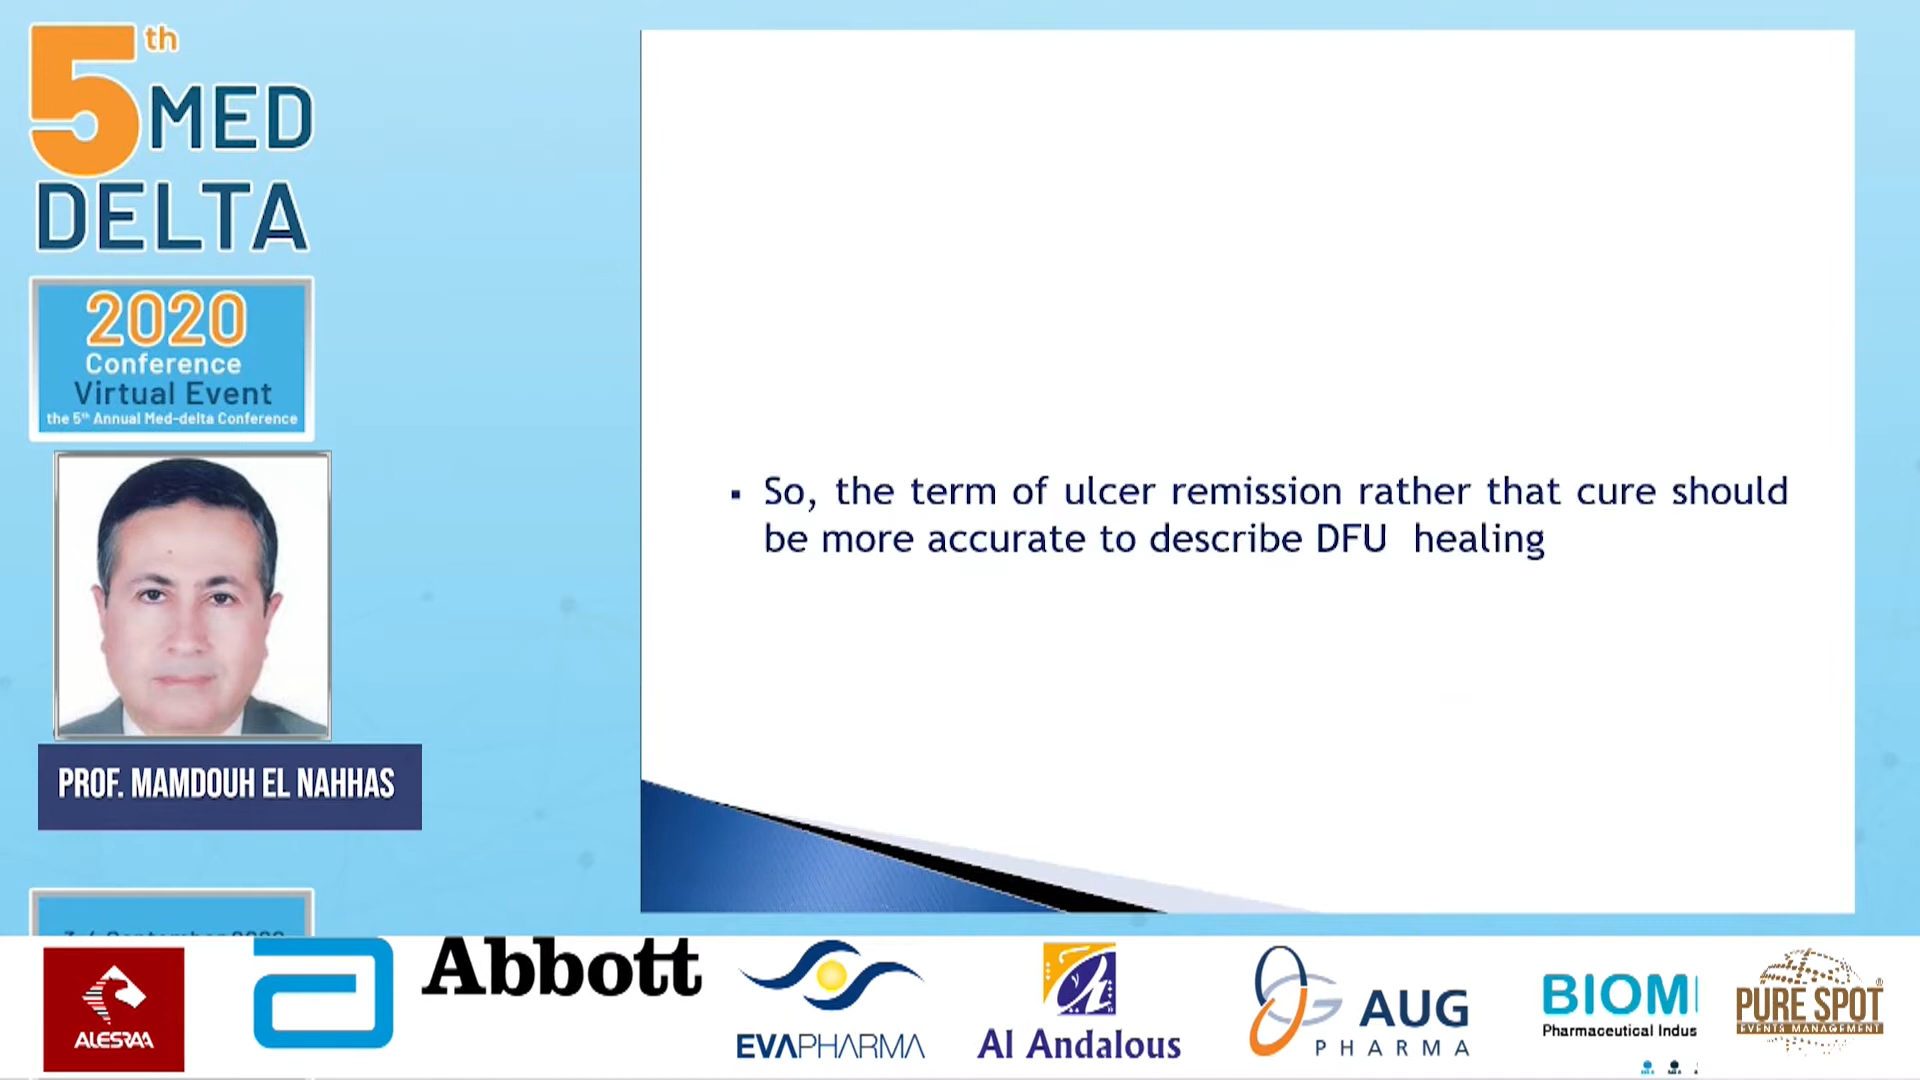 5th MED
DELTA
2020
Conference
Virtual Event
the 5th Annual Med-delta Conference
PROF. MAMDOUH EL NAHHAS
▪ So, the term of ulcer remission rather that cure should
be more accurate to describe DFU healing
ALESRAA
Abbott
EVAPHARMA
Al Andalous
AUG
PHARMA
BIOM
Pharmaceutical Indus
PURE SPOT®
EVENTS MANAGEMENT